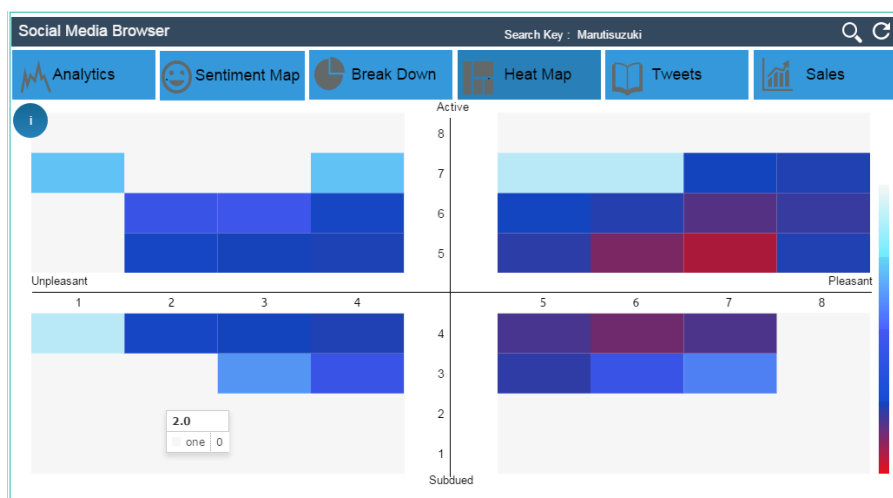 Social Media Browser
Search Key : Marutisuzuki
Analytics
Sentiment Map
Break Down
Heat Map
Tweets
Sales
i
Active
8
7
6
5
Unpleasant
Pleasant
1 2 3 4 5 6 7 8
4
3
2
1
2.0
one 0
Subdued